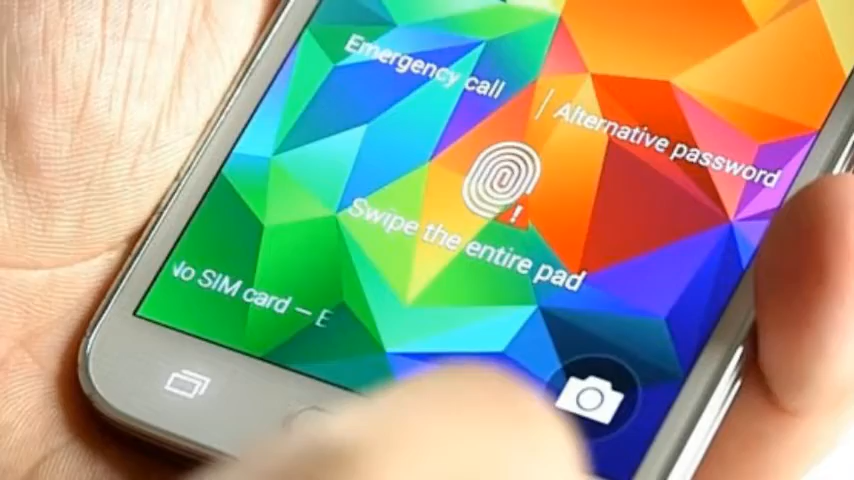 Emergency call | Alternative password
Swipe the entire pad
No SIM card — E